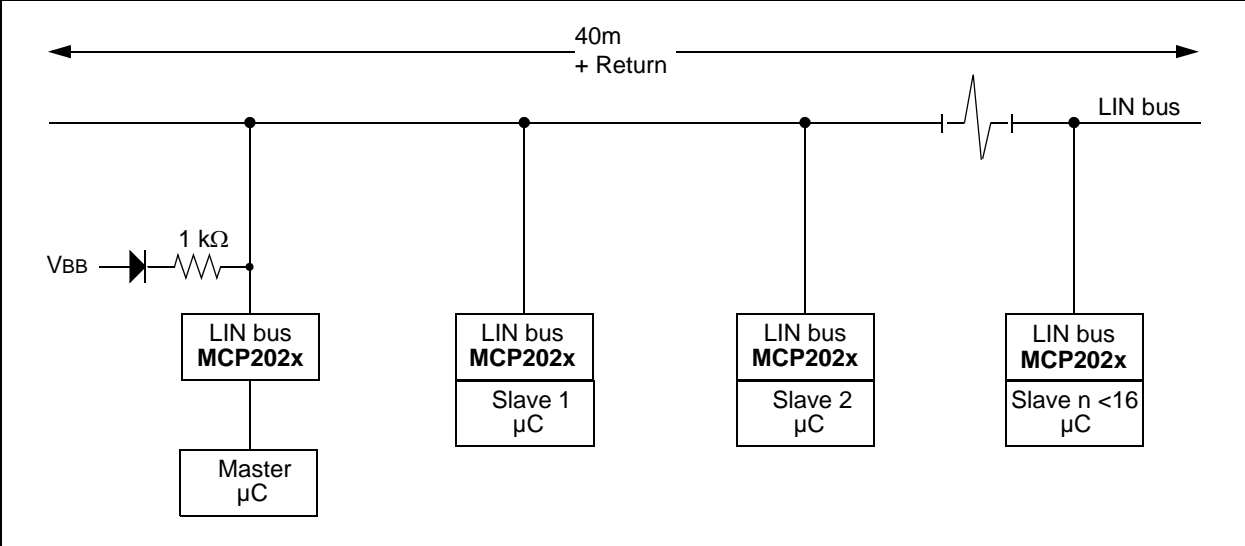 40m
+ Return
LIN bus
1 kΩ
VBB
LIN bus
MCP202x
Master
µC
LIN bus
MCP202x
Slave 1
µC
LIN bus
MCP202x
Slave 2
µC
LIN bus
MCP202x
Slave n <16
µC